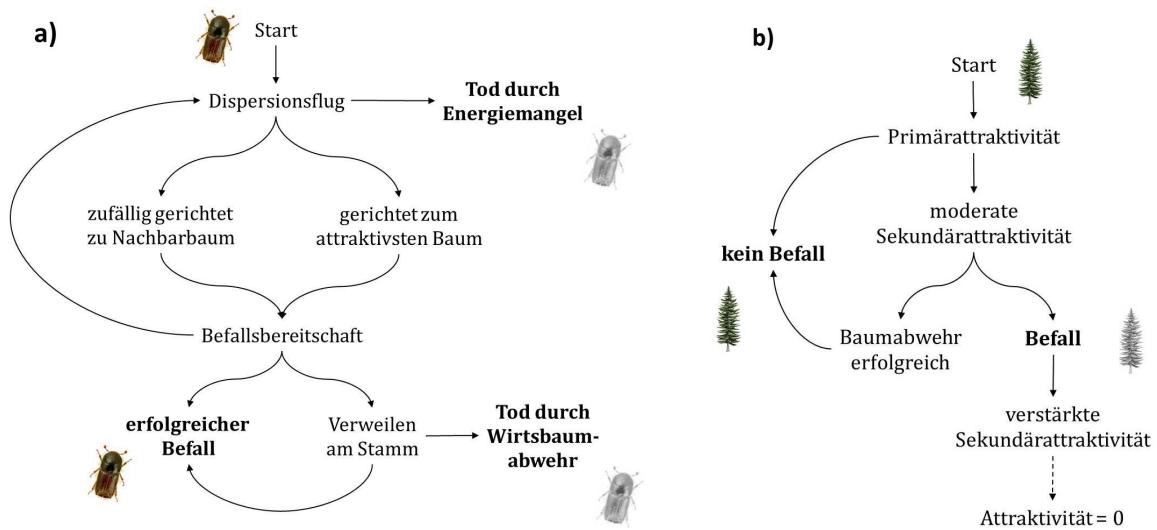 a)
Start
Dispersionsflug
Tod durch
Energiemangel
zufällig gerichtet
zu Nachbarbaum
gerichtet zum
attraktivsten Baum
Befallsbereitschaft
erfolgreicher
Befall
Verweilen
am Stamm
Tod durch
Wirtsbaum-
abwehr
b)
Start
Primärattraktivität
moderate
Sekundärattraktivität
kein Befall
Baumabwehr
erfolgreich
Befall
verstärkte
Sekundärattraktivität
Attraktivität = 0